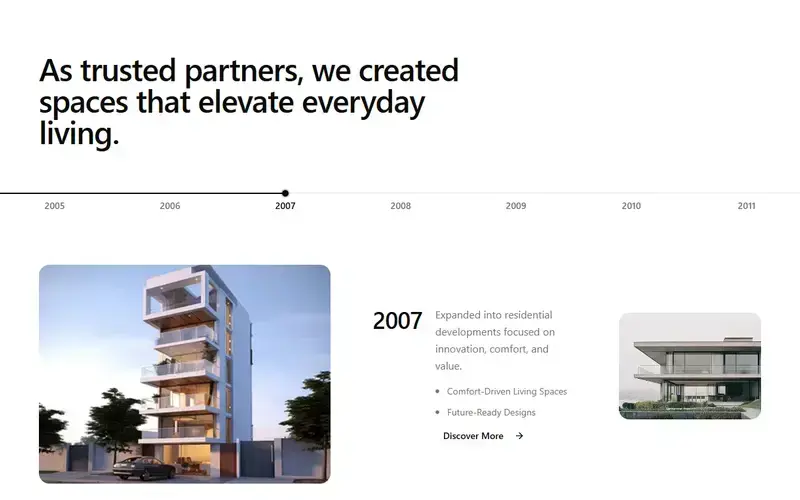 As trusted partners, we created
spaces that elevate everyday
living.
2005
2006
2007
2008
2009
2010
2011
2007
Expanded into residential
developments focused on
innovation, comfort, and
value.
Comfort-Driven Living Spaces
Future-Ready Designs
Discover More